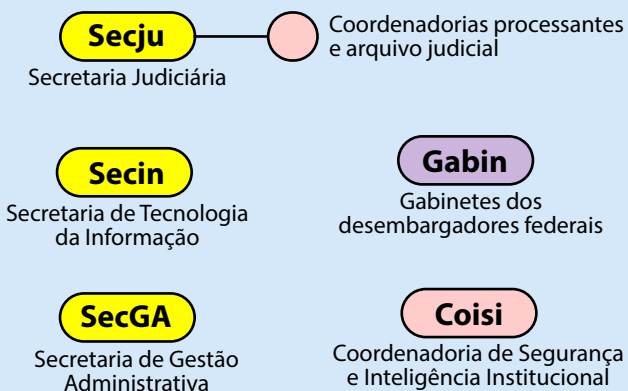 Secju
Secretaria Judiciária
Coordenadorias processantes
e arquivo judicial
Secin
Secretaria de Tecnologia
da Informação
Gabin
Gabinetes dos
desembargadores federais
SecGA
Secretaria de Gestão
Administrativa
Coisi
Coordenadoria de Segurança
e Inteligência Institucional